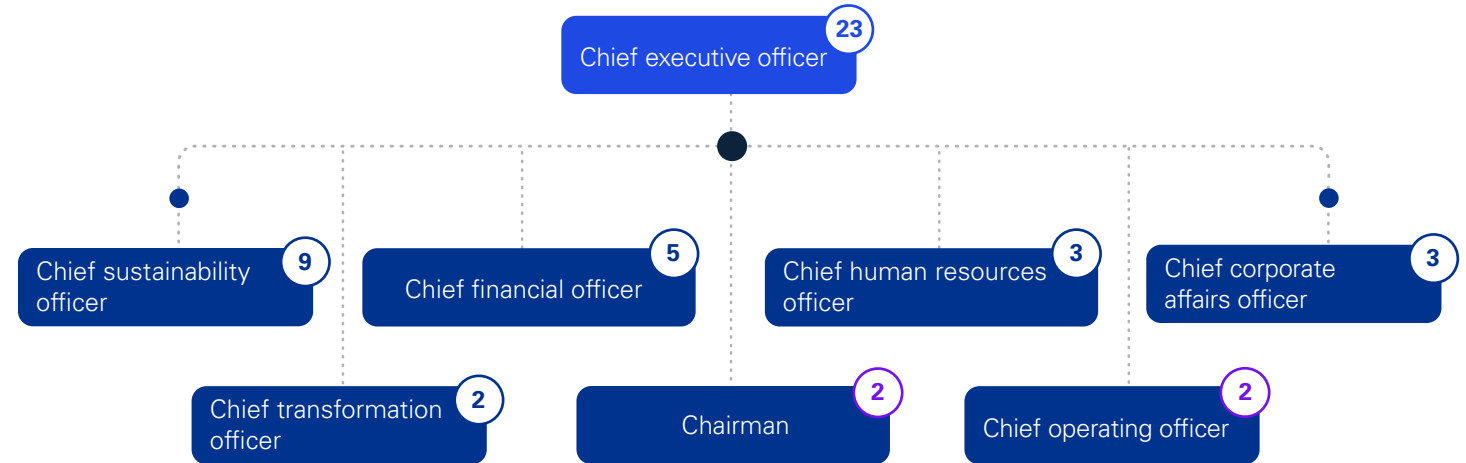 23
Chief executive officer
9
Chief sustainability
officer
5
Chief financial officer
3
Chief human resources
officer
3
Chief corporate
affairs officer
2
Chief transformation
officer
2
Chairman
2
Chief operating officer